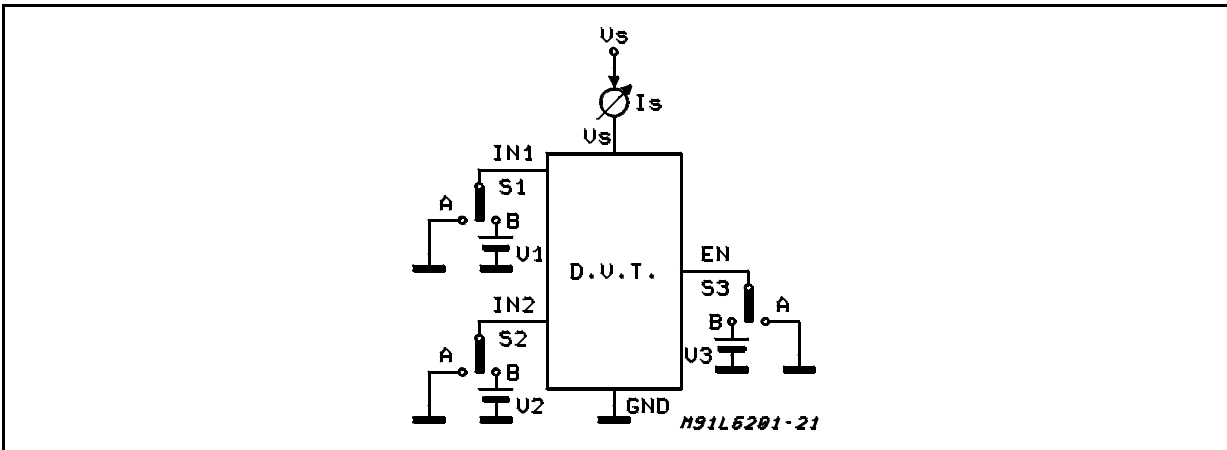 Vs
Is
Vs
IN1
S1
A
B
V1
D.U.T.
EN
S3
A
B
V3
IN2
S2
A
B
V2
GND
M91L6201-21